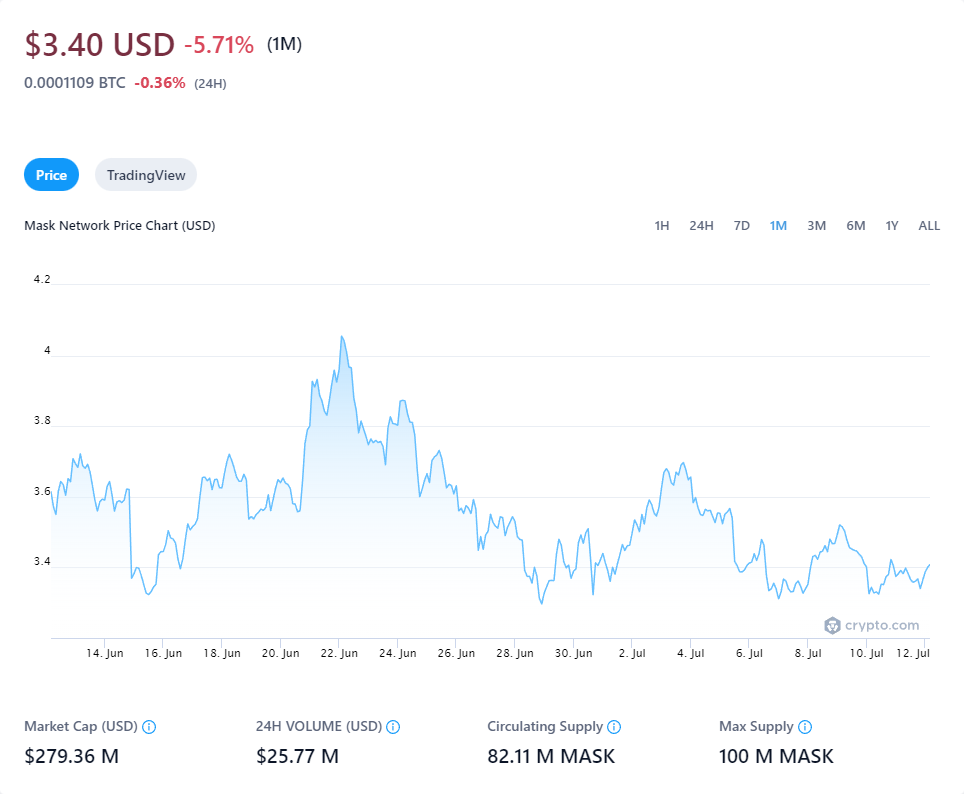 $3.40 USD -5.71% (1M)
0.0001109 BTC -0.36% (24H)
Price TradingView
Mask Network Price Chart (USD) 1H 24H 7D 1M 3M 6M 1Y ALL
4.2
4
3.8
3.6
3.4
crypto.com
14. Jun 16. Jun 18. Jun 20. Jun 22. Jun 24. Jun 26. Jun 28. Jun 30. Jun 2. Jul 4. Jul 6. Jul 8. Jul 10. Jul 12. Jul
Market Cap (USD) 24H VOLUME (USD) Circulating Supply Max Supply
$279.36 M $25.77 M 82.11 M MASK 100 M MASK